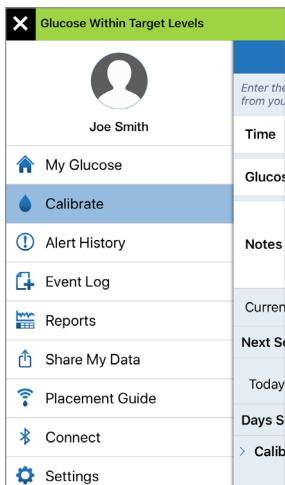 Glucose Within Target Levels
Joe Smith
My Glucose
Calibrate
Alert History
Event Log
Reports
Share My Data
Placement Guide
Connect
Settings
Enter the
from you
Time
Glucos
Notes
Curren
Next Se
Today
Days S
Calib